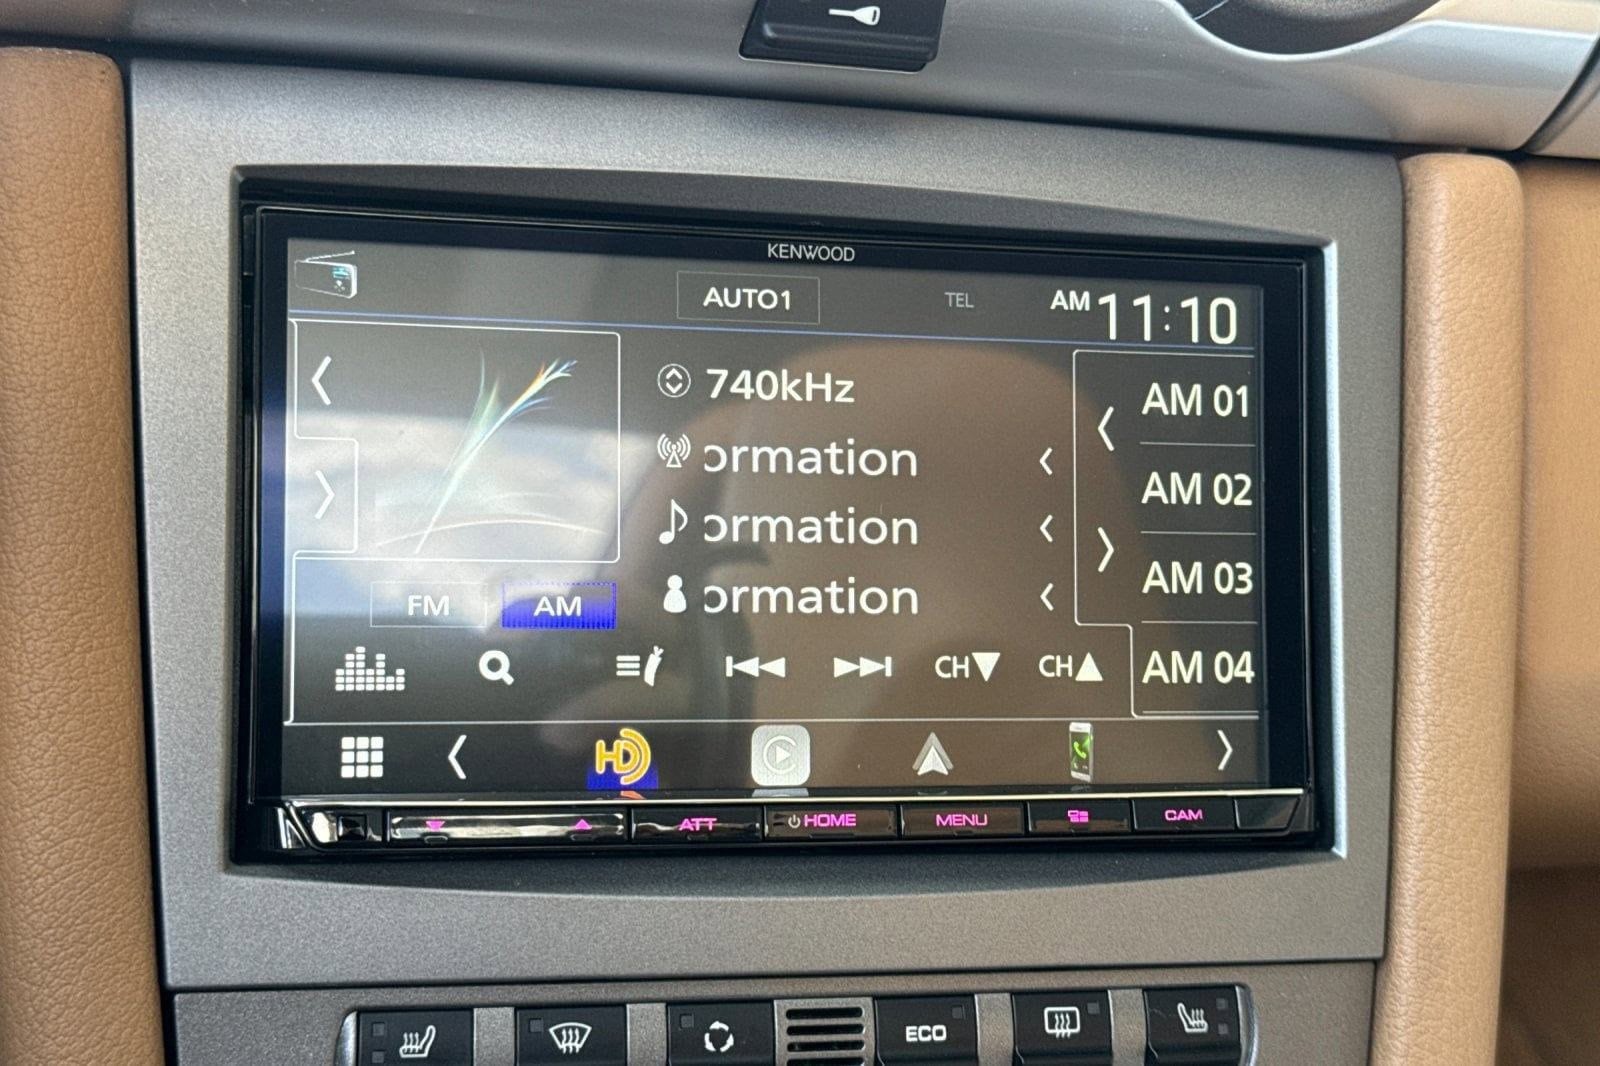 KENWOOD
AUTO1
TEL
AM 11:10
740kHz
ormation
ormation
ormation
AM 01
AM 02
AM 03
AM 04
FM
AM
CH▼
CH▲
HD
ATT
HOME
MENU
CAM
ECO